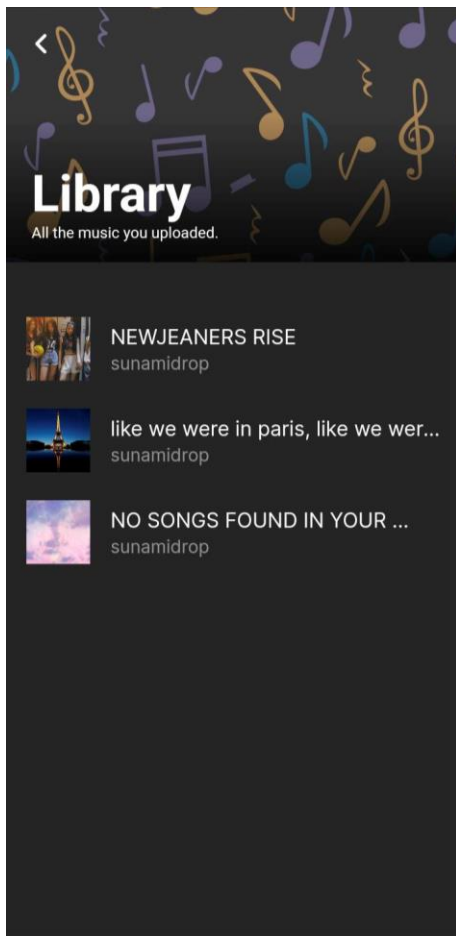 Library
All the music you uploaded.
NEWJEANERS RISE
sunamidrop
like we were in paris, like we wer...
sunamidrop
NO SONGS FOUND IN YOUR ...
sunamidrop